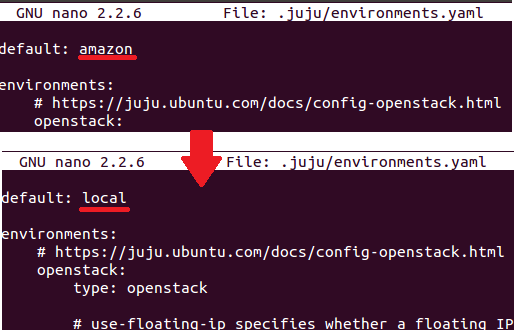 GNU nano 2.2.6 File: .juju/environments.yaml
default: amazon
environments:
# https://juju.ubuntu.com/docs/config-openstack.html
openstack:
GNU nano 2.2.6 File: .juju/environments.yaml
default: local
environments:
# https://juju.ubuntu.com/docs/config-openstack.html
openstack:
type: openstack
# use-floating-ip specifies whether a floating IP